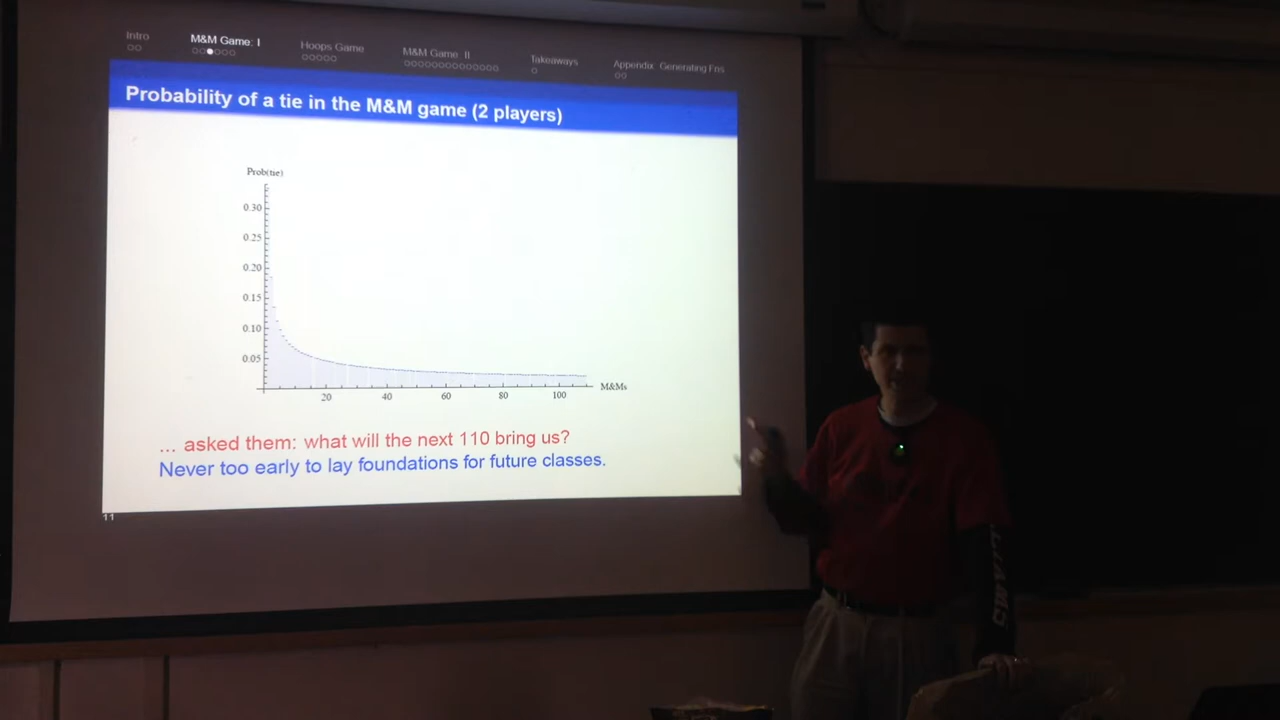 Intro
M&M Game: I
Hoops Game
M&M Game II
Takeaways
Appendix Generating Fns
Probability of a tie in the M&M game (2 players)
Prob(tie)
0.30
0.25
0.20
0.15
0.10
0.05
20 40 60 80 100
M&Ms
... asked them: what will the next 110 bring us?
Never too early to lay foundations for future classes.
11